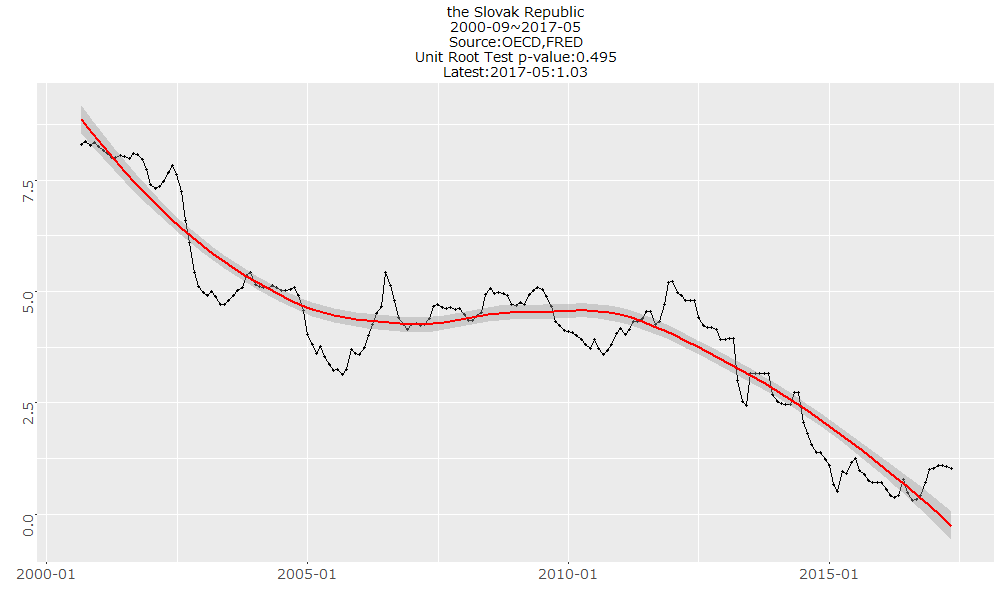 the Slovak Republic
2000-09~2017-05
Source:OECD,FRED
Unit Root Test p-value:0.495
Latest:2017-05:1.03
7.5
5.0
2.5
0.0
2000-01 2005-01 2010-01 2015-01